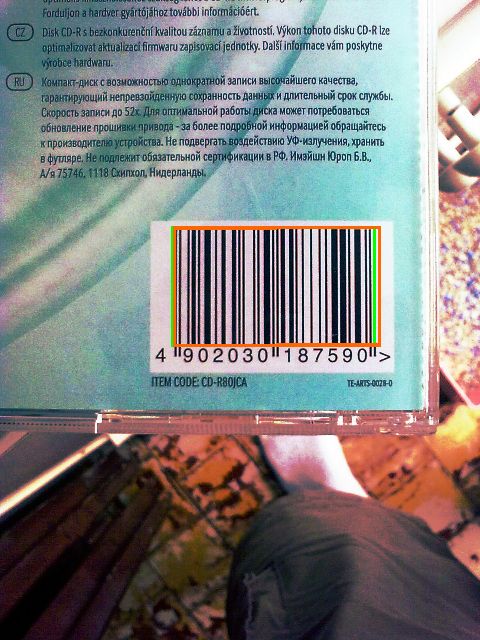 Forduljon a hardver gyártójához további információért.
CZ
Disk CD-R s bezkonkurenční kvalitou záznamu a životností. Výkon tohoto disku CD-R lze
optimalizovat aktualizací firmwaru zapisovací jednotky. Další informace vám poskytne
výrobce hardwaru.
RU
Компакт-диск с возможностью однократной записи высочайшего качества,
гарантирующий непревзойденную сохранность данных и длительный срок службы.
Скорость записи до 52x. Для оптимальной работы диска может потребоваться
обновление прошивки привода - за более подробной информацией обращайтесь
к производителю устройства. Не подвергать воздействию УФ-излучения, хранить
в футляре. Не подлежит обязательной сертификации в РФ. Имэйшн Юроп Б.В.,
А/я 75746, 1118 Схипхол, Нидерланды.
4 902030 187590 >
ITEM CODE: CD-R80JCA
TE-ARTS-0028-0